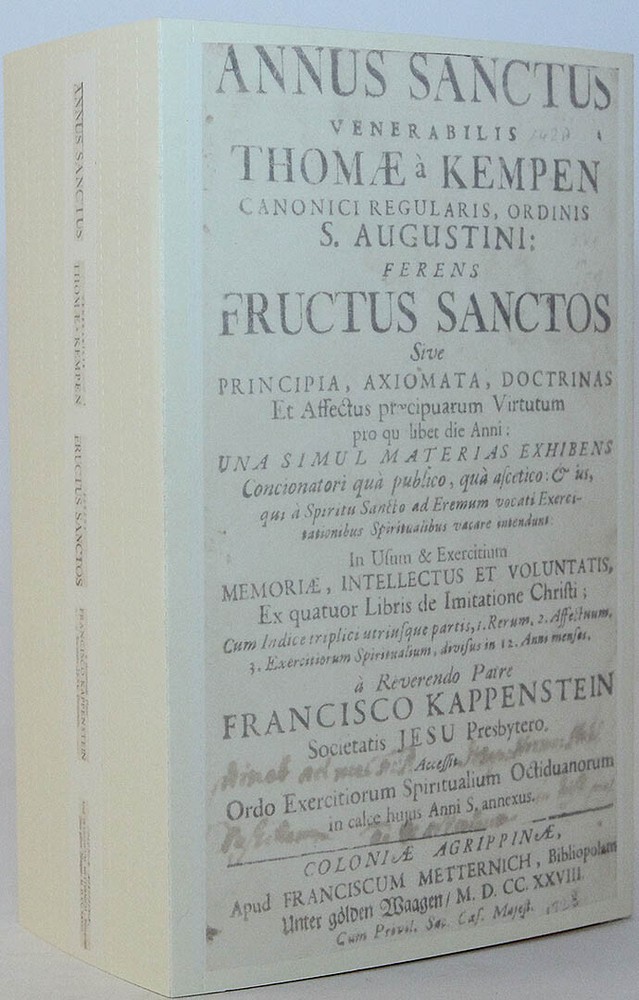 ANNUS SANCTUS
VENERABILIS
THOMÆ à KEMPEN
CANONICI REGULARIS, ORDINIS
S. AUGUSTINI;
FERENS
FRUCTUS SANCTOS
Sive
PRINCIPIA, AXIOMATA, DOCTRINAS
Et Affectus præcipuarum Virtutum
pro qu libet die Anni;
UNA SIMUL MATERIAS EXHIBENS
Concionatori quà publico, quà aſcetico: & iis,
qui à Spiritu Sancto ad Eremum vocati Exerci-
tationibus Spiritualibus vacare intendunt:
In Uſum & Exercitium
MEMORIÆ, INTELLECTUS ET VOLUNTATIS,
Ex quatuor Libris de Imitatione Chriſti;
Cum Indice triplici utriuſque partis, 1. Rerum, 2. Affectuum,
3. Exercitiorum Spiritualium, diviſus in 12. Anni menſes.
à Reverendo Patre
FRANCISCO KAPPENSTEIN
Societatis JESU Presbytero.
Acceſſit
Ordo Exercitiorum Spiritualium Octiduanorum
in calce hujus Anni S. annexus.
COLONIÆ AGRIPPINÆ,
Apud FRANCISCUM METTERNICH, Bibliopolam
Unter gölden Waagen / M. D. CC. XXVIII.
Cum Privil. Sac. Cæs. Majeſt. 1728
ANNUS SANCTUS THOMÆ à KEMPEN FRUCTUS SANCTOS FRANCISCO KAPPENSTEIN